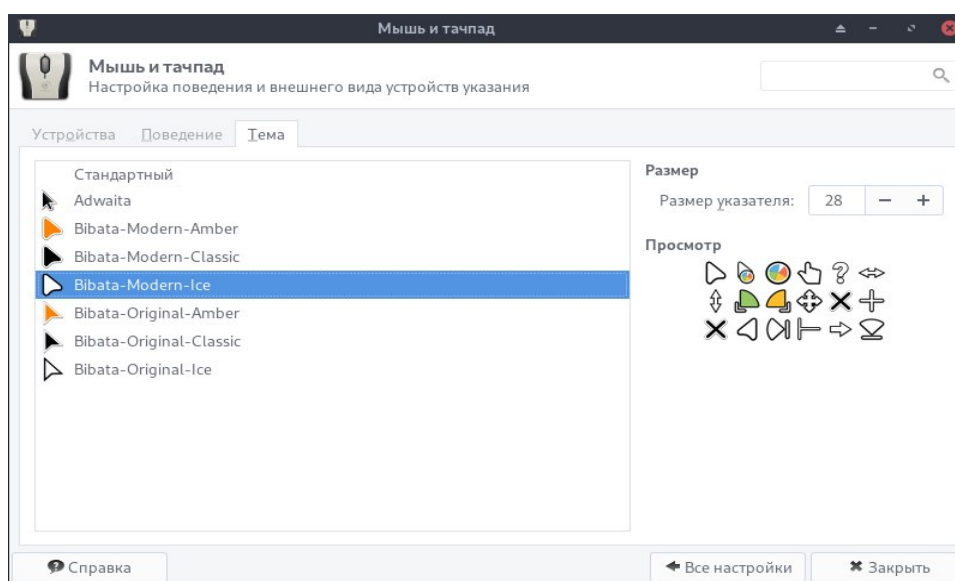 Мышь и тачпад
Мышь и тачпад
Настройка поведения и внешнего вида устройств указания
Устройства Поведение Тема
Стандартный
Adwaita
Bibata-Modern-Amber
Bibata-Modern-Classic
Bibata-Modern-Ice
Bibata-Original-Amber
Bibata-Original-Classic
Bibata-Original-Ice
Размер
Размер указателя: 28 − +
Просмотр
Справка
Все настройки
Закрыть